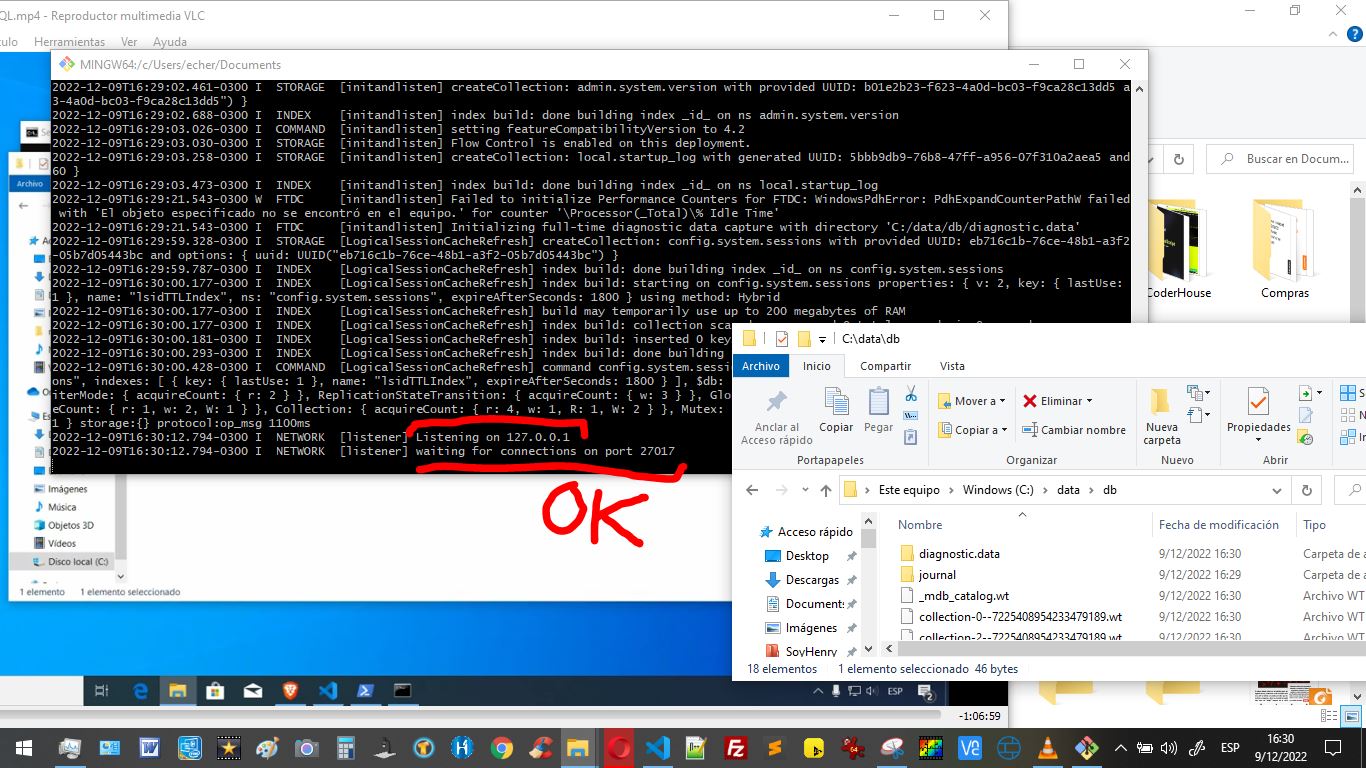 QL.mp4 - Reproductor multimedia VLC
Herramientas Ver Ayuda
MINGW64:/c/Users/echer/Documents
2022-12-09T16:29:02.461-0300 I STORAGE [initandlisten] createCollection: admin.system.version with provided UUID: b01e2b23-f623-4a0d-bc03-f9ca28c13dd5 a
3-4a0d-bc03-f9ca28c13dd5") }
2022-12-09T16:29:02.688-0300 I INDEX [initandlisten] index build: done building index _id_ on ns admin.system.version
2022-12-09T16:29:03.026-0300 I COMMAND [initandlisten] setting featureCompatibilityVersion to 4.2
2022-12-09T16:29:03.030-0300 I STORAGE [initandlisten] Flow Control is enabled on this deployment.
2022-12-09T16:29:03.258-0300 I STORAGE [initandlisten] createCollection: local.startup_log with generated UUID: 5bbb9db9-76b8-47ff-a956-07f310a2aea5 and
60 }
2022-12-09T16:29:03.473-0300 I INDEX [initandlisten] index build: done building index _id_ on ns local.startup_log
2022-12-09T16:29:21.543-0300 W FTDC [initandlisten] Failed to initialize Performance Counters for FTDC: WindowsPdhError: PdhExpandCounterPathW failed
with 'El objeto especificado no se encontró en el equipo.' for counter '\Processor(_Total)\% Idle Time'
2022-12-09T16:29:21.543-0300 I FTDC [initandlisten] Initializing full-time diagnostic data capture with directory 'C:/data/db/diagnostic.data'
2022-12-09T16:29:59.328-0300 I STORAGE [LogicalSessionCacheRefresh] createCollection: config.system.sessions with provided UUID: eb716c1b-76ce-48b1-a3f2
-05b7d05443bc and options: { uuid: UUID("eb716c1b-76ce-48b1-a3f2-05b7d05443bc") }
2022-12-09T16:29:59.787-0300 I INDEX [LogicalSessionCacheRefresh] index build: done building index _id_ on ns config.system.sessions
2022-12-09T16:30:00.177-0300 I INDEX [LogicalSessionCacheRefresh] index build: starting on config.system.sessions properties: { v: 2, key: { lastUse:
1 }, name: "lsidTTLIndex", ns: "config.system.sessions", expireAfterSeconds: 1800 } using method: Hybrid
2022-12-09T16:30:00.177-0300 I INDEX [LogicalSessionCacheRefresh] build may temporarily use up to 200 megabytes of RAM
2022-12-09T16:30:00.177-0300 I INDEX [LogicalSessionCacheRefresh] index build: collection
2022-12-09T16:30:00.181-0300 I INDEX [LogicalSessionCacheRefresh] index build: inserted 0 key
2022-12-09T16:30:00.293-0300 I INDEX [LogicalSessionCacheRefresh] index build: done building
2022-12-09T16:30:00.428-0300 I COMMAND [LogicalSessionCacheRefresh] command config.system.sessi
ons", indexes: [ { key: { lastUse: 1 }, name: "lsidTTLIndex", expireAfterSeconds: 1800 } ], $db:
iterMode: { acquireCount: { r: 2 } }, ReplicationStateTransition: { acquireCount: { w: 3 } }, Glo
eCount: { r: 1, w: 2, W: 1 } }, Collection: { acquireCount: { r: 4, w: 1, R: 1, W: 2 } }, Mutex:
1 } storage:{} protocol:op_msg 1100ms
2022-12-09T16:30:12.794-0300 I NETWORK [listener] Listening on 127.0.0.1
2022-12-09T16:30:12.794-0300 I NETWORK [listener] waiting for connections on port 27017
OK
Archivo
Imágenes
Música
Objetos 3D
Vídeos
Disco local (C:)
1 elemento 1 elemento seleccionado
Buscar en Docum...
CoderHouse Compras
C:\data\db
Archivo Inicio Compartir Vista
Anclar al
Acceso rápido
Copiar
Pegar
Mover a
Eliminar
Cambiar nombre
Nueva
carpeta
Propiedades
Portapapeles Organizar Nuevo Abrir
Este equipo Windows (C:) data db
Nombre Fecha de modificación Tipo
Acceso rápido
Desktop
Descargas
Document:
Imágenes
SoyHenry
diagnostic.data 9/12/2022 16:30 Carpeta de a
journal 9/12/2022 16:29 Carpeta de a
_mdb_catalog.wt 9/12/2022 16:30 Archivo WT
collection-0--7225408954233479189.wt 9/12/2022 16:30 Archivo WT
collection-2--7225408954233479189.wt 9/12/2022 16:30 Archivo WT
18 elementos 1 elemento seleccionado 46 bytes
ESP
2
-1:06:59
ESP
16:30
9/12/2022